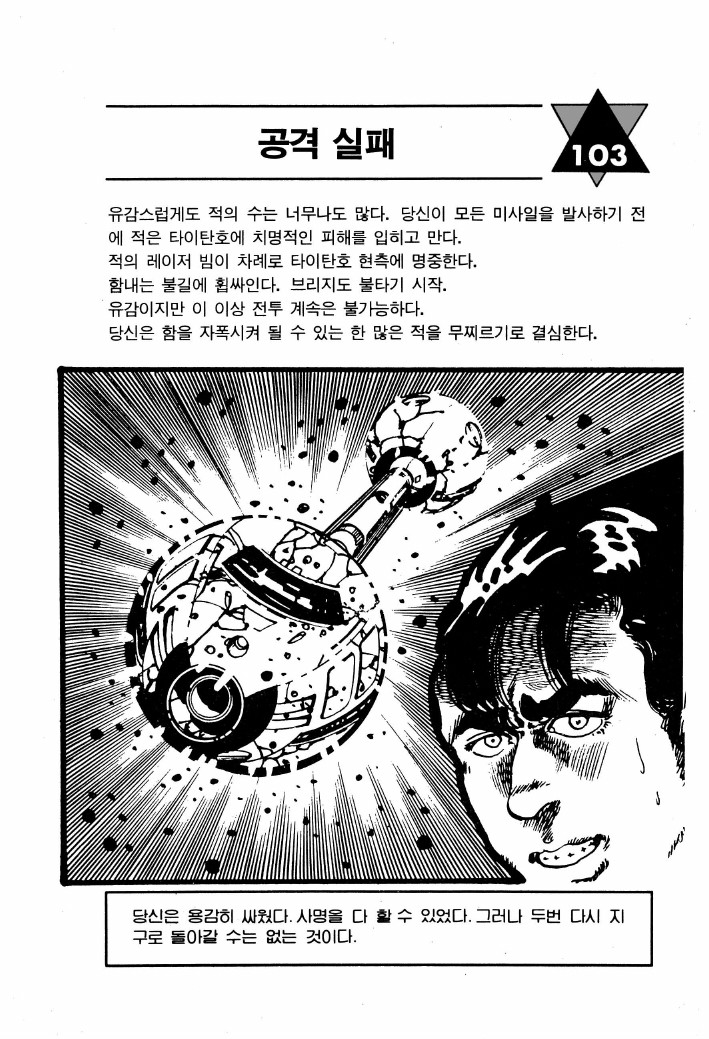 공격 실패
103
유감스럽게도 적의 수는 너무나도 많다. 당신이 모든 미사일을 발사하기 전
에 적은 타이탄호에 치명적인 피해를 입히고 만다.
적의 레이저 빔이 차례로 타이탄호 현측에 명중한다.
함내는 불길에 휩싸인다. 브리지도 불타기 시작.
유감이지만 이 이상 전투 계속은 불가능하다.
당신은 함을 자폭시켜 될 수 있는 한 많은 적을 무찌르기로 결심한다.
당신은 용감히 싸웠다. 사명을 다 할 수 있었다. 그러나 두번 다시 지
구로 돌아갈 수는 없는 것이다.